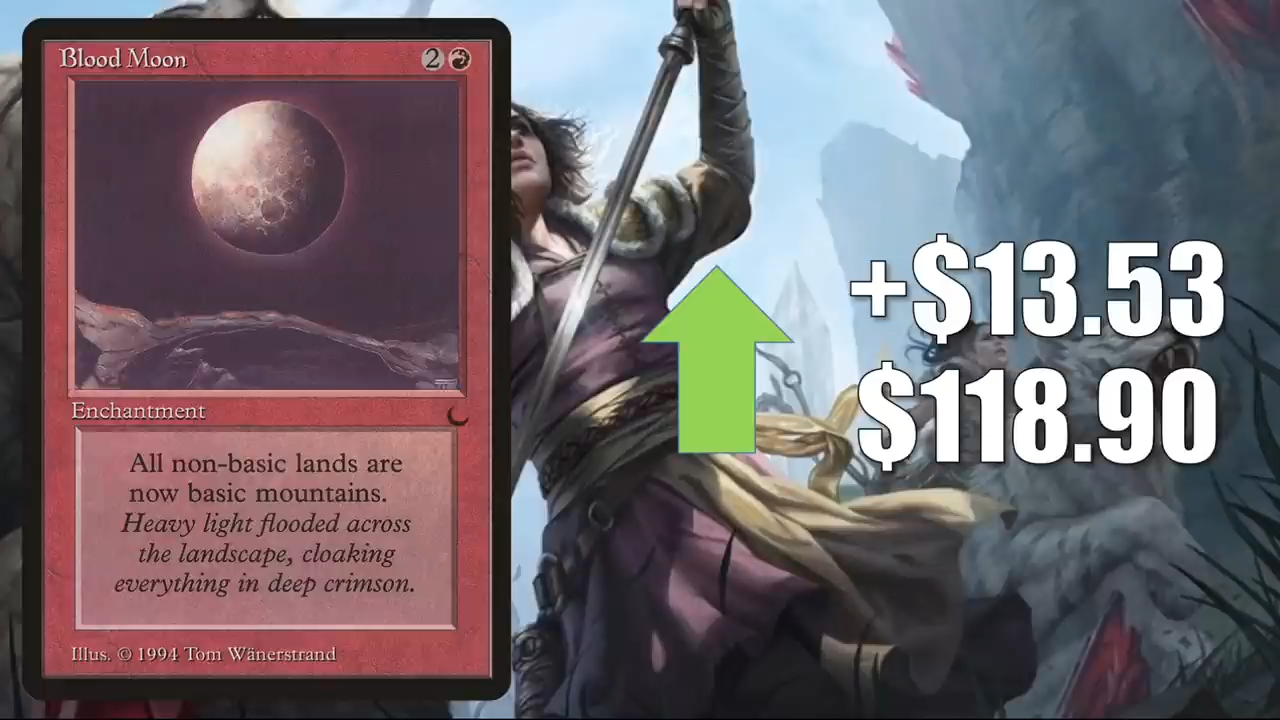 Blood Moon 2
Enchantment
All non-basic lands are
now basic mountains.
Heavy light flooded across
the landscape, cloaking
everything in deep crimson.
Illus. © 1994 Tom Wänerstrand
+$13.53
$118.90